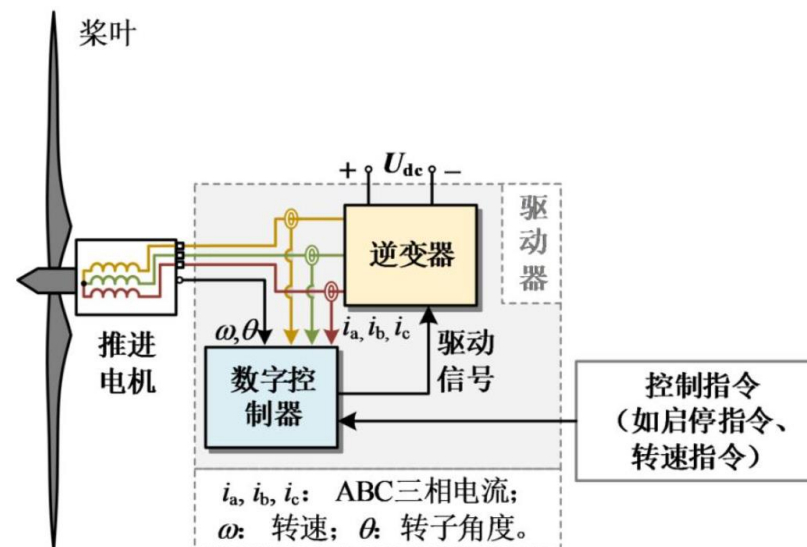 桨叶
+ Udc −
驱
动
器
逆变器
推进
电机
ω,θ
ia, ib, ic
驱动
信号
数字控
制器
控制指令
(如启停指令、
转速指令)
ia, ib, ic: ABC三相电流;
ω: 转速; θ: 转子角度。